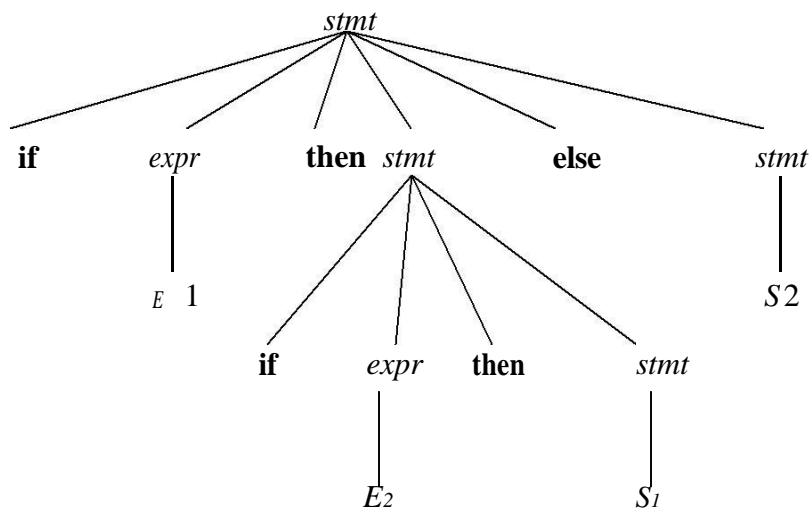 stmt
if expr then stmt else stmt
E 1 S2
if expr then stmt
E2 S1